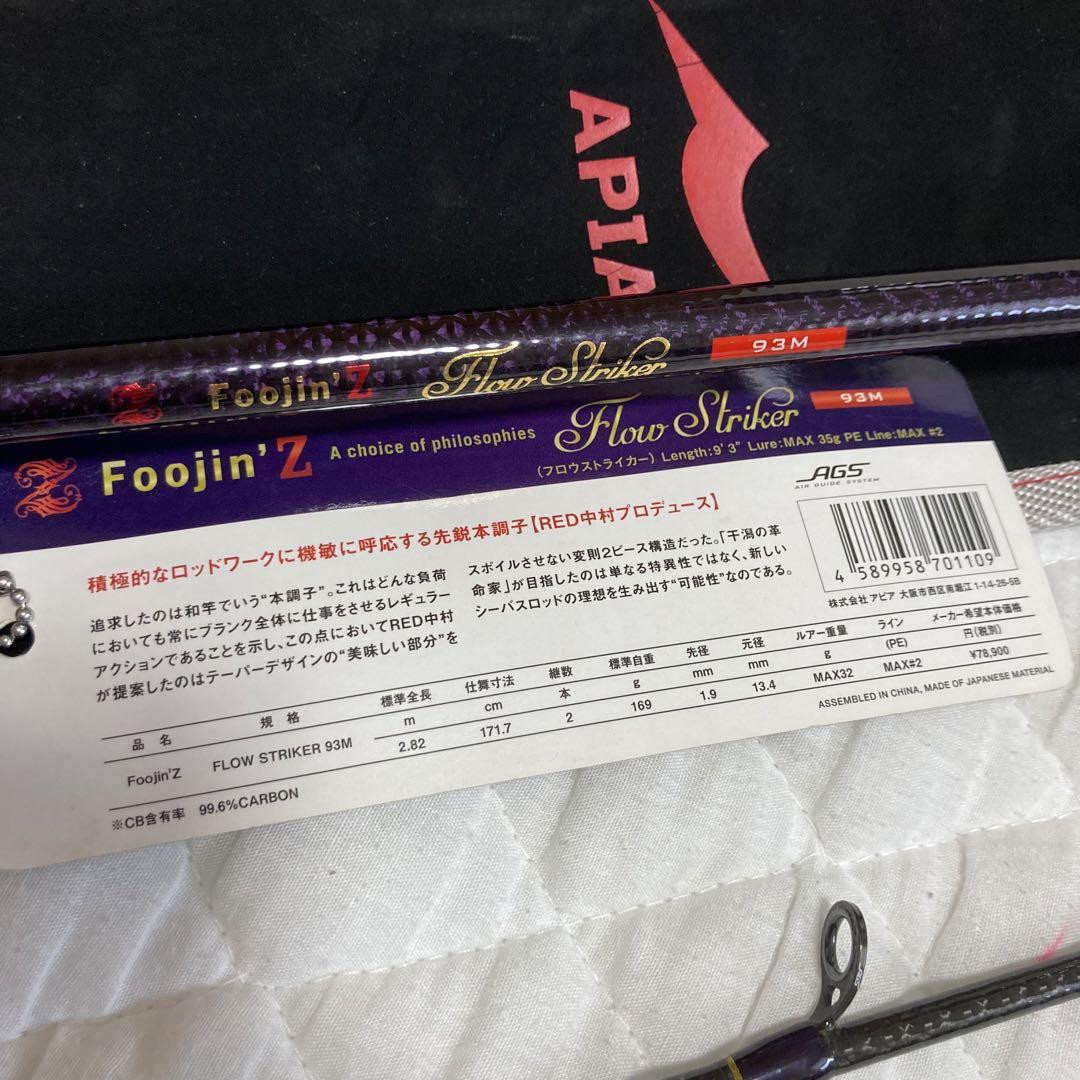 APIA
Foojin'Z Flow Striker 93M
Foojin'Z A choice of philosophies Flow Striker 93M
(フロウストライカー) Length:9' 3" Lure:MAX 35g PE Line:MAX #2
AGS
AIR GUIDE SYSTEM
積極的なロッドワークに機敏に呼応する先鋭本調子【RED中村プロデュース】
追求したのは和竿でいう“本調子”。これはどんな負荷
においても常にブランク全体に仕事をさせるレギュラー
アクションであることを示し、この点においてRED中村
が提案したのはテーパーデザインの“美味しい部分”を
スポイルさせない変則2ピース構造だった。「干潟の革
命家」が目指したのは単なる特異性ではなく、新しい
シーバスロッドの理想を生み出す“可能性”なのである。
4 589958 701109
株式会社 アピア 大阪市西区南堀江 1-14-26-5B
品 名 規 格 標準全長 仕舞寸法 継数 標準自重 先径 元径 ルアー重量 ライン メーカー希望本体価格
m cm 本 g mm mm g (PE) 円(税別)
Foojin'Z FLOW STRIKER 93M 2.82 171.7 2 169 1.9 13.4 MAX32 MAX#2 ¥78,900
※CB含有率 99.6%CARBON
ASSEMBLED IN CHINA, MADE OF JAPANESE MATERIAL